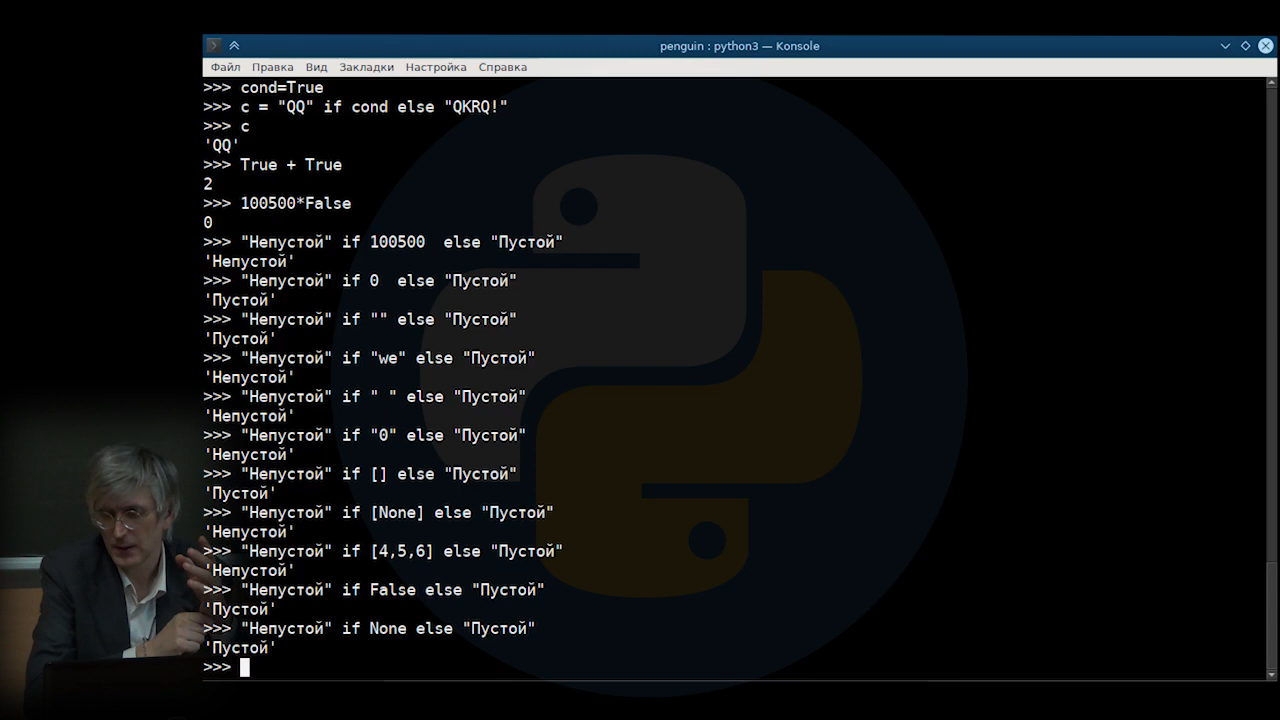 penguin : python3 — Konsole
Файл Правка Вид Закладки Настройка Справка
>>> cond=True
>>> c = "QQ" if cond else "QKRQ!"
>>> c
'QQ'
>>> True + True
2
>>> 100500*False
0
>>> "Непустой" if 100500  else "Пустой"
'Непустой'
>>> "Непустой" if 0  else "Пустой"
'Пустой'
>>> "Непустой" if "" else "Пустой"
'Пустой'
>>> "Непустой" if "we" else "Пустой"
'Непустой'
>>> "Непустой" if " " else "Пустой"
'Непустой'
>>> "Непустой" if "0" else "Пустой"
'Непустой'
>>> "Непустой" if [] else "Пустой"
'Пустой'
>>> "Непустой" if [None] else "Пустой"
'Непустой'
>>> "Непустой" if [4,5,6] else "Пустой"
'Непустой'
>>> "Непустой" if False else "Пустой"
'Пустой'
>>> "Непустой" if None else "Пустой"
'Пустой'
>>>